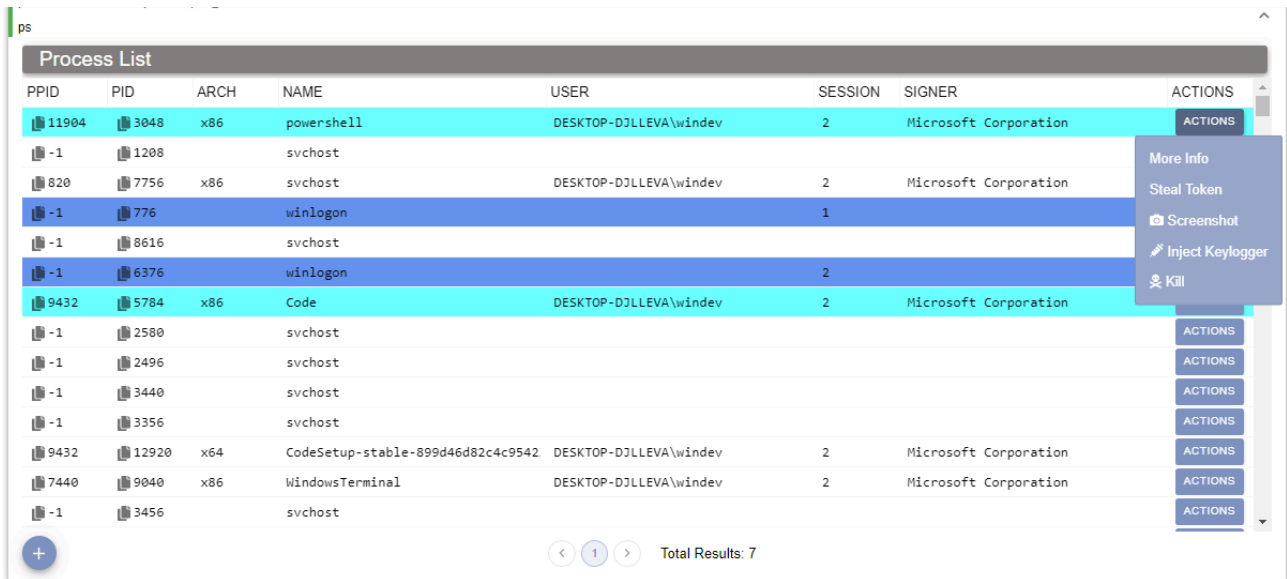 ps
Process List
PPID PID ARCH NAME USER SESSION SIGNER ACTIONS
11904 3048 x86 powershell DESKTOP-DJLLEVA\windev 2 Microsoft Corporation ACTIONS
-1 1208 svchost
More Info
820 7756 x86 svchost DESKTOP-DJLLEVA\windev 2 Microsoft Corporation
Steal Token
-1 776 winlogon 1
Screenshot
-1 8616 svchost
Inject Keylogger
-1 6376 winlogon 2
Kill
9432 5784 x86 Code DESKTOP-DJLLEVA\windev 2 Microsoft Corporation
-1 2580 svchost ACTIONS
-1 2496 svchost ACTIONS
-1 3440 svchost ACTIONS
-1 3356 svchost ACTIONS
9432 12920 x64 CodeSetup-stable-899d46d82c4c9542 DESKTOP-DJLLEVA\windev 2 Microsoft Corporation ACTIONS
7440 9040 x86 WindowsTerminal DESKTOP-DJLLEVA\windev 2 Microsoft Corporation ACTIONS
-1 3456 svchost ACTIONS
+ < 1 > Total Results: 7